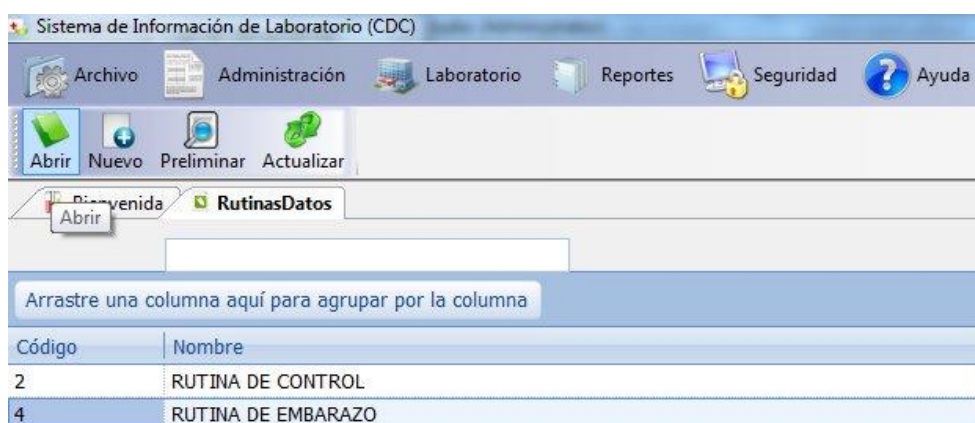 Sistema de Información de Laboratorio (CDC)
Archivo Administración Laboratorio Reportes Seguridad Ayuda
Abrir Nuevo Preliminar Actualizar
Bienvenida RutinasDatos
Abrir
Arrastre una columna aquí para agrupar por la columna
Código Nombre
2 RUTINA DE CONTROL
4 RUTINA DE EMBARAZO